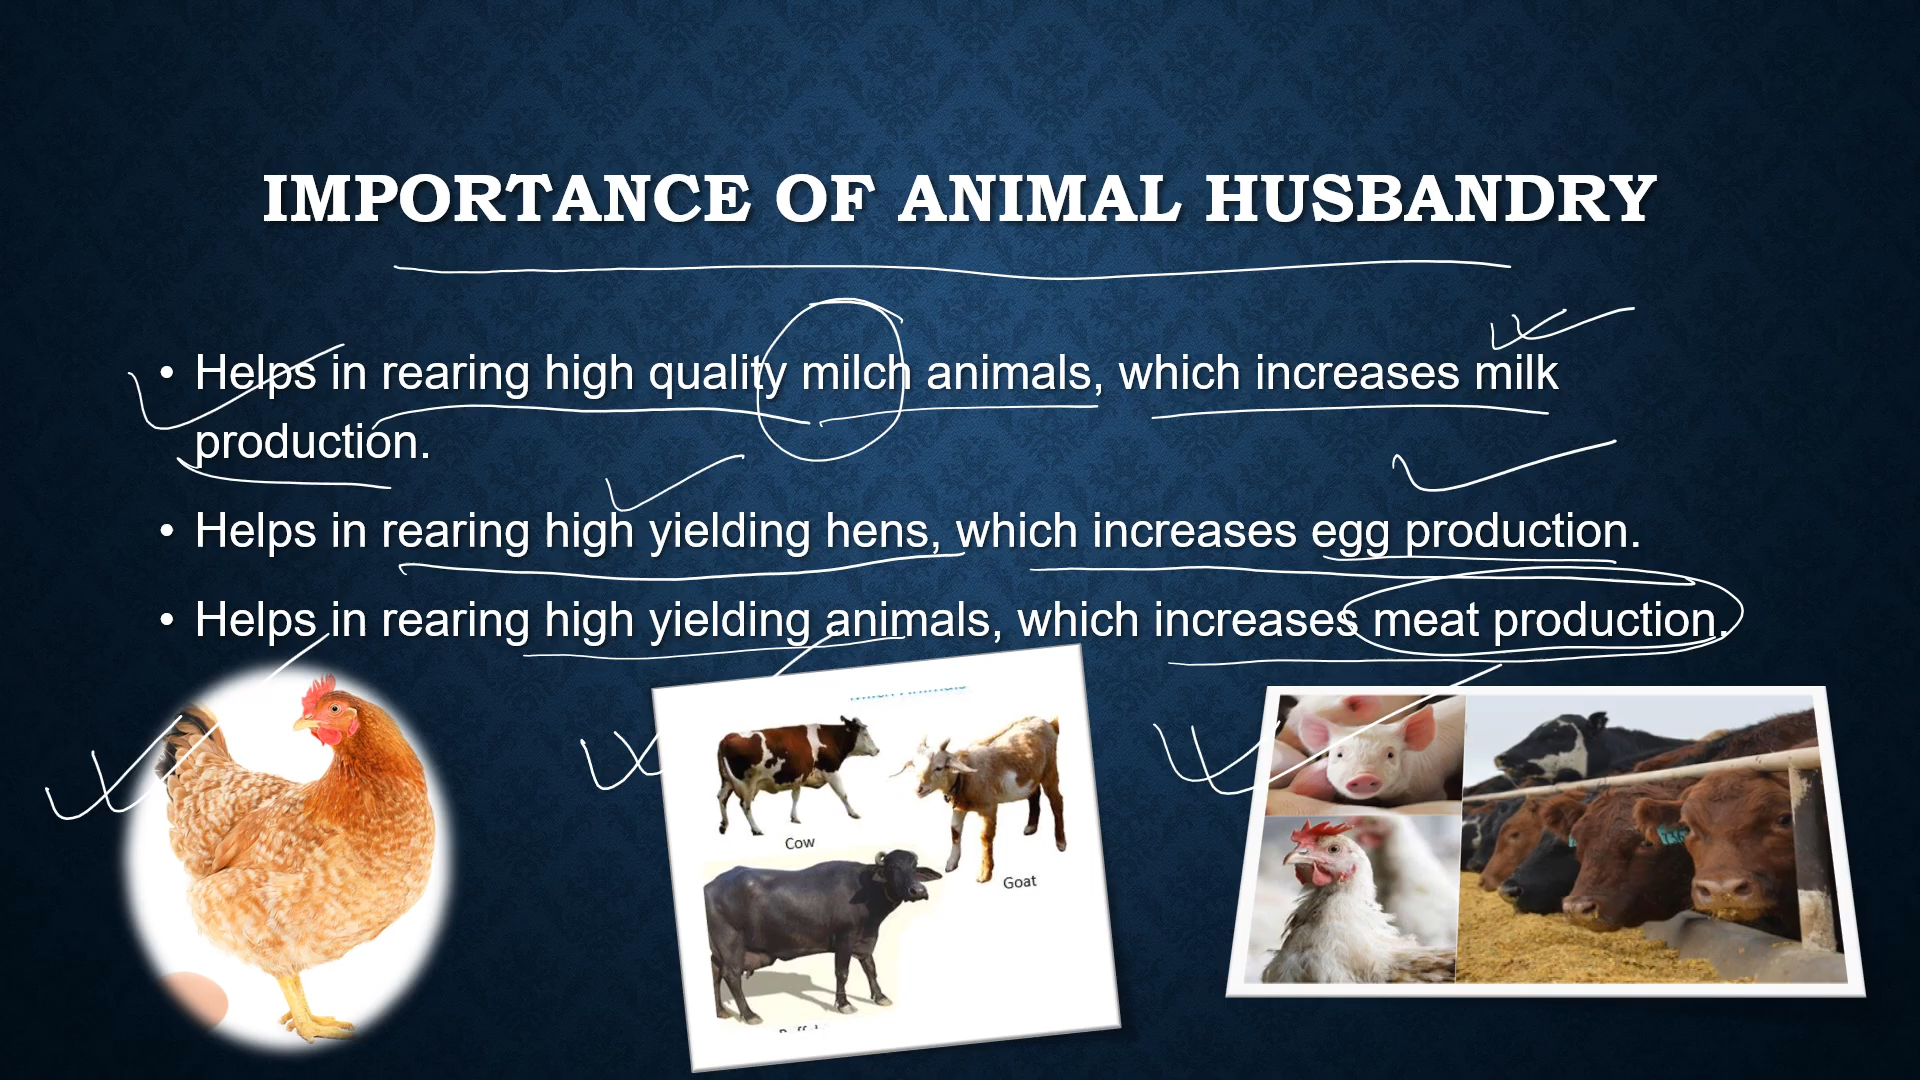 IMPORTANCE OF ANIMAL HUSBANDRY
• Helps in rearing high quality milch animals, which increases milk
production.
• Helps in rearing high yielding hens, which increases egg production.
• Helps in rearing high yielding animals, which increases meat production.
Cow
Goat